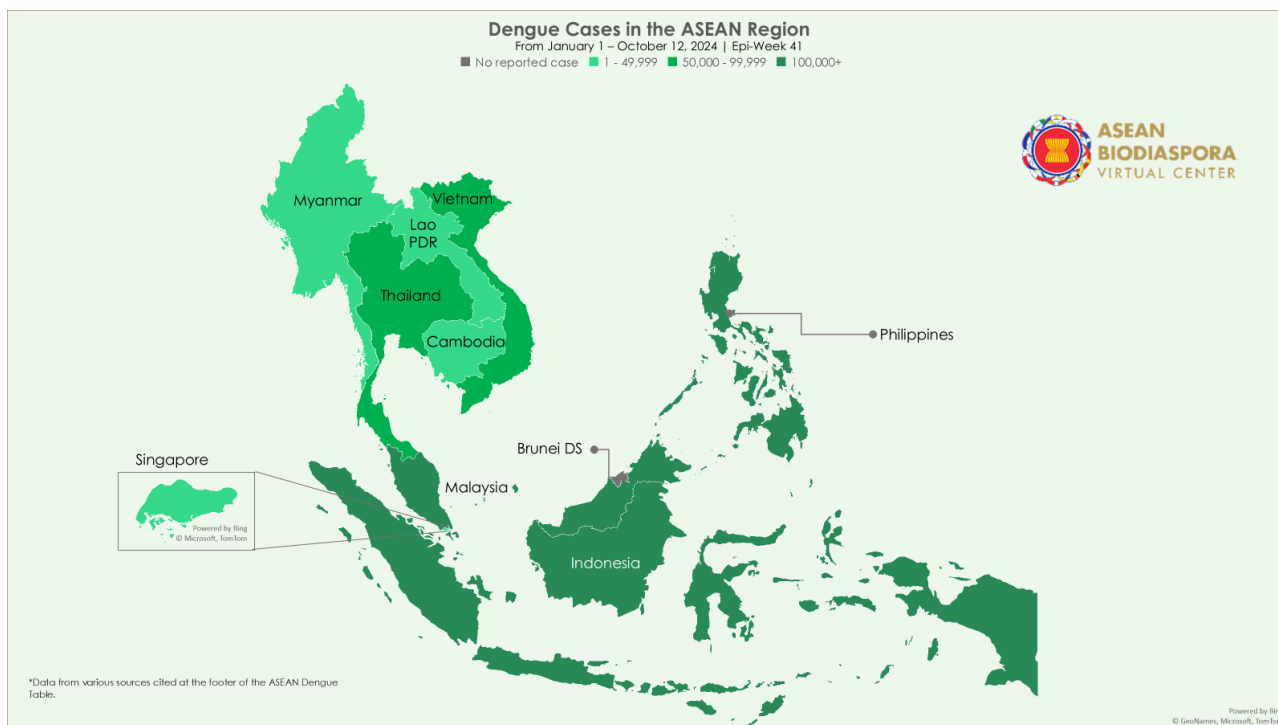 Dengue Cases in the ASEAN Region
From January 1 – October 12, 2024 | Epi-Week 41
No reported case 1 - 49,999 50,000 - 99,999 100,000+
ASEAN
BIODIASPORA
VIRTUAL CENTER
Myanmar
Vietnam
Lao
PDR
Thailand
Cambodia
Philippines
Brunei DS
Singapore
Malaysia
Powered by Bing
© Microsoft, TomTom
Indonesia
*Data from various sources cited at the footer of the ASEAN Dengue
Table.
Powered by Bin
© GeoNames, Microsoft, TomTom